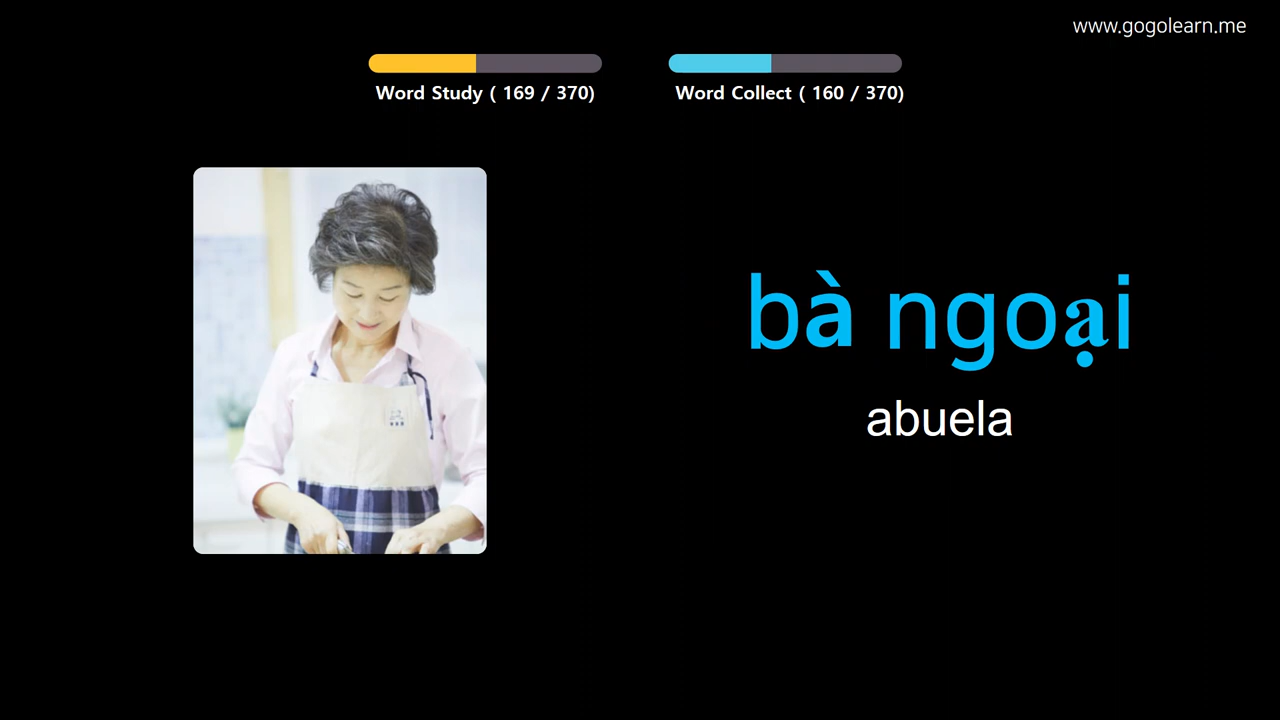 www.gogolearn.me
Word Study ( 169 / 370)
Word Collect ( 160 / 370)
bà ngoại
abuela